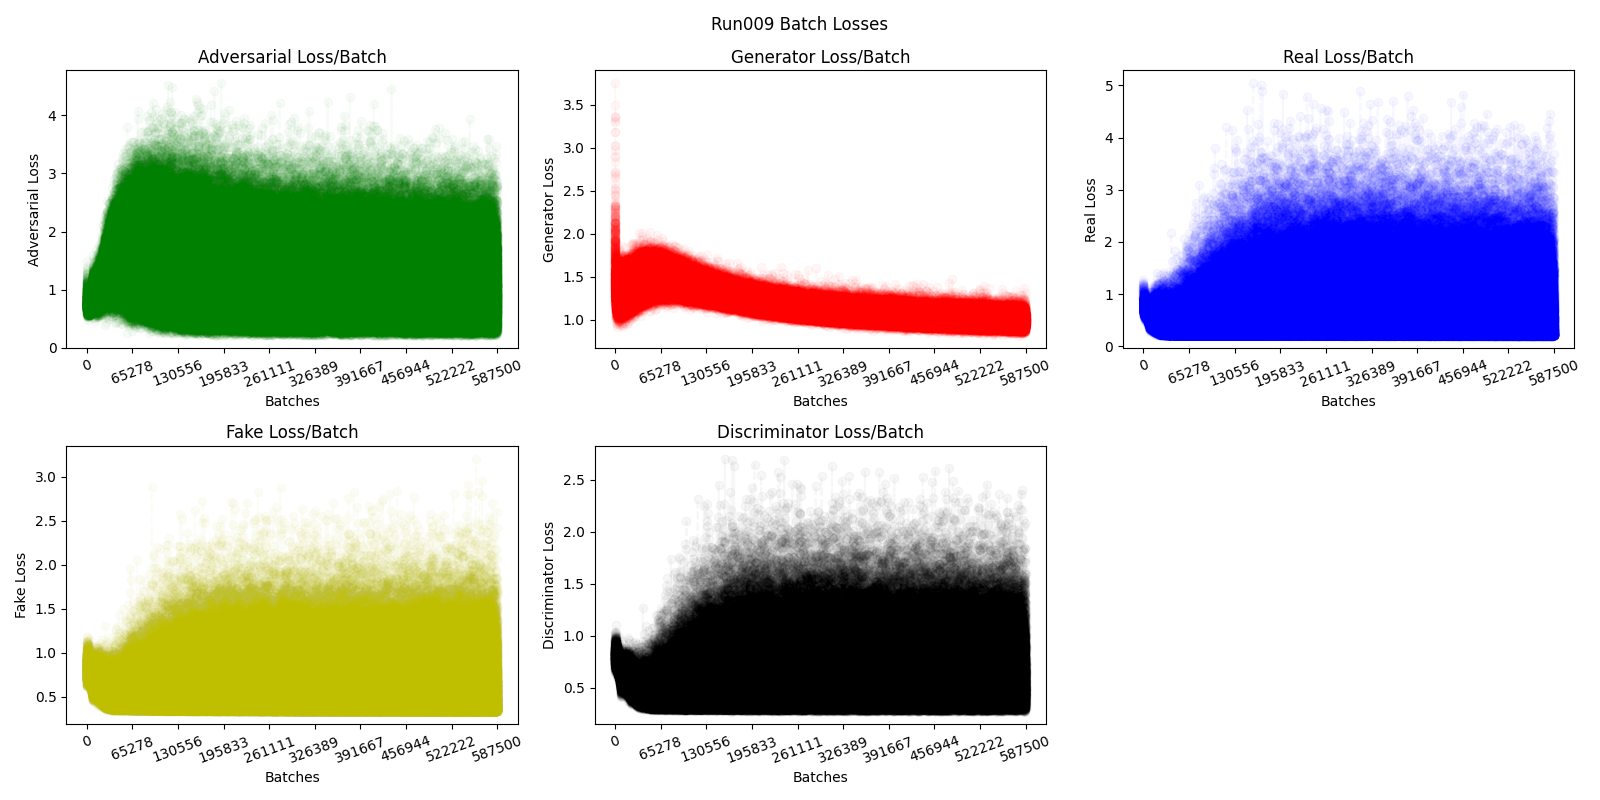 Run009 Batch Losses
Adversarial Loss/Batch
Adversarial Loss
4
3
2
1
0
0 65278 130556 195833 261111 326389 391667 456944 522222 587500
Batches
Generator Loss/Batch
Generator Loss
3.5
3.0
2.5
2.0
1.5
1.0
0 65278 130556 195833 261111 326389 391667 456944 522222 587500
Batches
Real Loss/Batch
Real Loss
5
4
3
2
1
0
0 65278 130556 195833 261111 326389 391667 456944 522222 587500
Batches
Fake Loss/Batch
Fake Loss
3.0
2.5
2.0
1.5
1.0
0.5
0 65278 130556 195833 261111 326389 391667 456944 522222 587500
Batches
Discriminator Loss/Batch
Discriminator Loss
2.5
2.0
1.5
1.0
0.5
0 65278 130556 195833 261111 326389 391667 456944 522222 587500
Batches